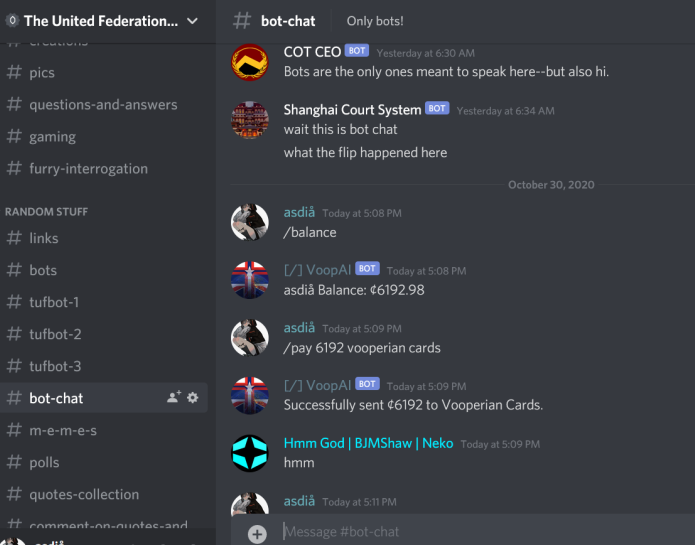 The United Federation...
creations
# pics
# questions-and-answers
# gaming
# furry-interrogation
RANDOM STUFF
# links
# bots
# tufbot-1
# tufbot-2
# tufbot-3
# bot-chat
# m-e-m-e-s
# polls
# quotes-collection
# comment-on-quotes-and
asdiå
# bot-chat
Only bots!
COT CEO BOT Yesterday at 6:30 AM
Bots are the only ones meant to speak here--but also hi.
Shanghai Court System BOT Yesterday at 6:34 AM
wait this is bot chat
what the flip happened here
October 30, 2020
asdiå Today at 5:08 PM
/balance
[/] VoopAI BOT Today at 5:08 PM
asdiå Balance: ¢6192.98
asdiå Today at 5:09 PM
/pay 6192 vooperian cards
[/] VoopAI BOT Today at 5:09 PM
Successfully sent ¢6192 to Vooperian Cards.
Hmm God | BJMShaw | Neko Today at 5:09 PM
hmm
asdiå Today at 5:11 PM
Message #bot-chat